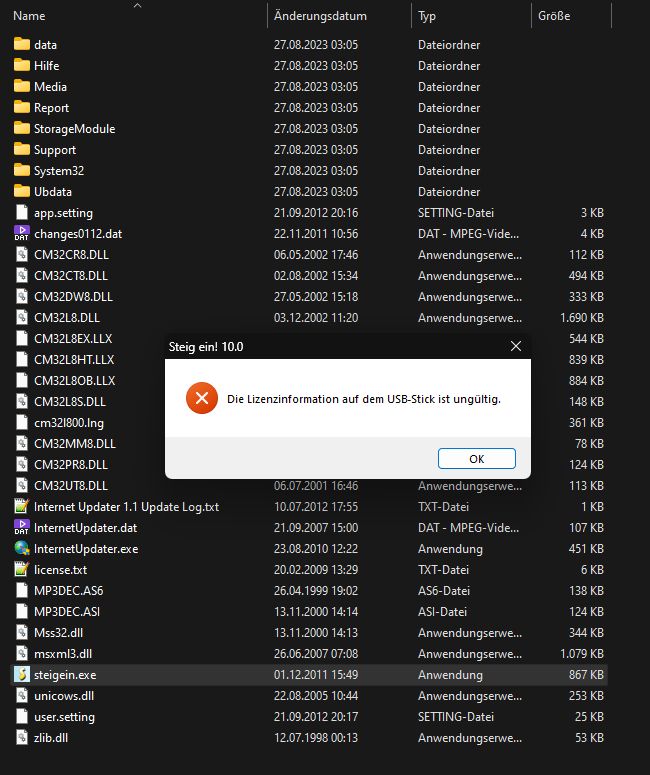 Name Änderungsdatum Typ Größe
data 27.08.2023 03:05 Dateiordner
Hilfe 27.08.2023 03:05 Dateiordner
Media 27.08.2023 03:05 Dateiordner
Report 27.08.2023 03:05 Dateiordner
StorageModule 27.08.2023 03:05 Dateiordner
Support 27.08.2023 03:05 Dateiordner
System32 27.08.2023 03:05 Dateiordner
Ubdata 27.08.2023 03:05 Dateiordner
app.setting 21.09.2012 20:16 SETTING-Datei 3 KB
changes0112.dat 22.11.2011 10:56 DAT - MPEG-Vide... 4 KB
CM32CR8.DLL 06.05.2002 17:46 Anwendungserwe... 112 KB
CM32CT8.DLL 02.08.2002 15:34 Anwendungserwe... 494 KB
CM32DW8.DLL 27.05.2002 15:18 Anwendungserwe... 333 KB
CM32L8.DLL 03.12.2002 11:20 Anwendungserwe... 1.690 KB
CM32L8EX.LLX 544 KB
CM32L8HT.LLX 839 KB
CM32L8OB.LLX 884 KB
CM32L8S.DLL 148 KB
cm32l800.lng 361 KB
CM32MM8.DLL 78 KB
CM32PR8.DLL 124 KB
CM32UT8.DLL 06.07.2001 16:46 Anwendungserwe... 113 KB
Internet Updater 1.1 Update Log.txt 10.07.2012 17:55 TXT-Datei 1 KB
InternetUpdater.dat 21.09.2007 15:00 DAT - MPEG-Vide... 107 KB
InternetUpdater.exe 23.08.2010 12:22 Anwendung 451 KB
license.txt 20.02.2009 13:29 TXT-Datei 6 KB
MP3DEC.AS6 26.04.1999 19:02 AS6-Datei 138 KB
MP3DEC.ASI 13.11.2000 14:14 ASI-Datei 124 KB
Mss32.dll 13.11.2000 14:13 Anwendungserwe... 344 KB
msxml3.dll 26.06.2007 07:08 Anwendungserwe... 1.079 KB
steigein.exe 01.12.2011 15:49 Anwendung 867 KB
unicows.dll 22.08.2005 10:44 Anwendungserwe... 253 KB
user.setting 21.09.2012 20:17 SETTING-Datei 25 KB
zlib.dll 12.07.1998 00:13 Anwendungserwe... 53 KB
Steig ein! 10.0
Die Lizenzinformation auf dem USB-Stick ist ungültig.
OK
DAT
DAT